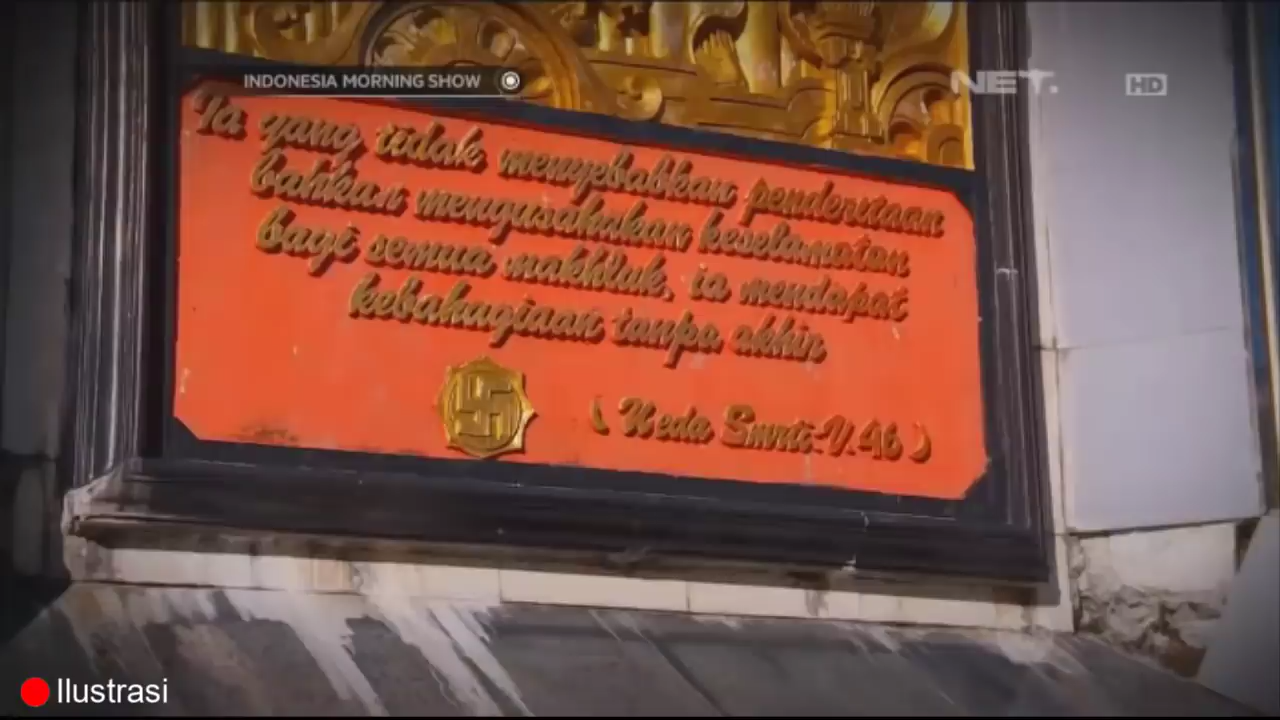 INDONESIA MORNING SHOW
NET.
HD
Ia yang tidak menyebabkan penderitaan
bahkan mengusahakan keselamatan
bagi semua makhluk, ia mendapat
kebahagiaan tanpa akhir
( Weda Smrti-V.46 )
Ilustrasi